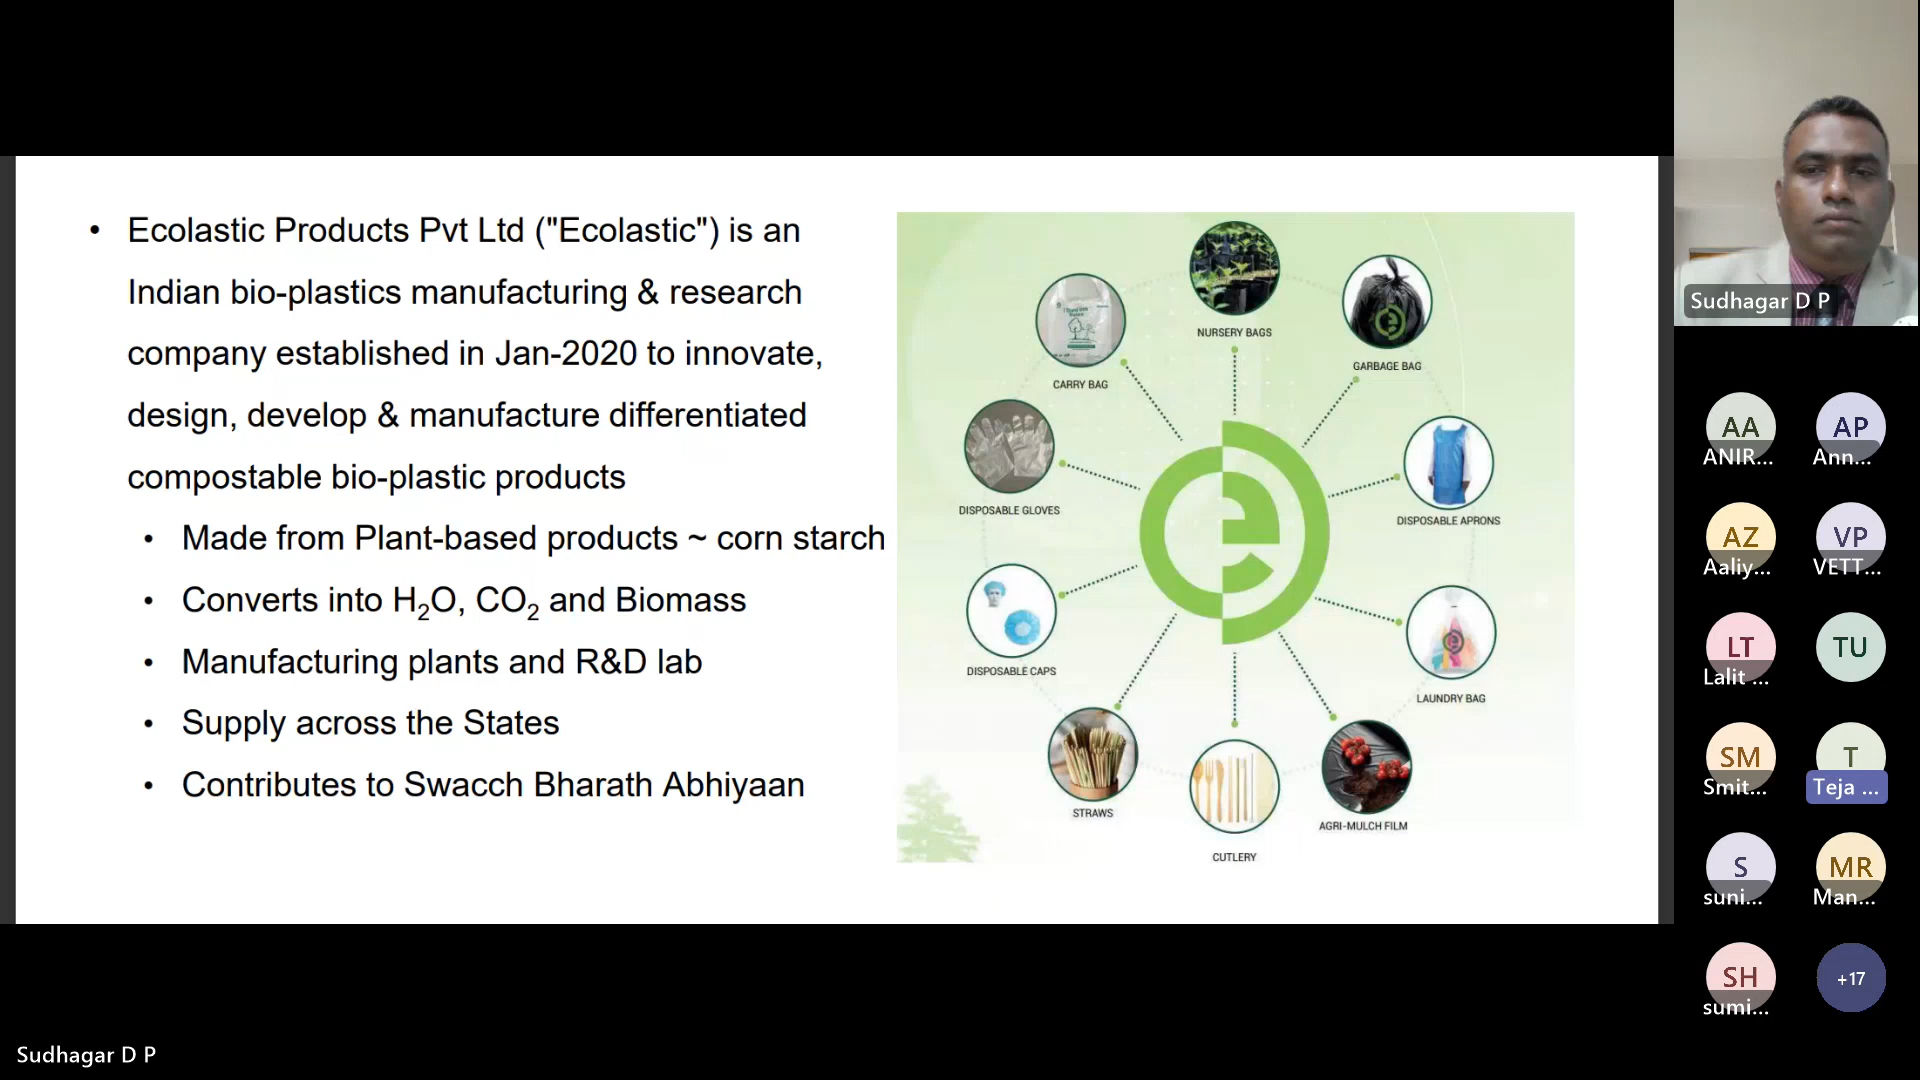 • Ecolastic Products Pvt Ltd ("Ecolastic") is an
Indian bio-plastics manufacturing & research
company established in Jan-2020 to innovate,
design, develop & manufacture differentiated
compostable bio-plastic products
• Made from Plant-based products ~ corn starch
• Converts into H₂O, CO₂ and Biomass
• Manufacturing plants and R&D lab
• Supply across the States
• Contributes to Swacch Bharath Abhiyaan
NURSERY BAGS
GARBAGE BAG
CARRY BAG
DISPOSABLE GLOVES
DISPOSABLE APRONS
DISPOSABLE CAPS
LAUNDRY BAG
STRAWS
AGRI-MULCH FILM
CUTLERY
e
Sudhagar D P
AA
ANIR...
AP
Ann...
AZ
Aaliy...
VP
VETT...
LT
Lalit ...
TU
SM
Smit...
T
Teja ...
S
suni...
MR
Man...
SH
sumi...
+17
Sudhagar D P